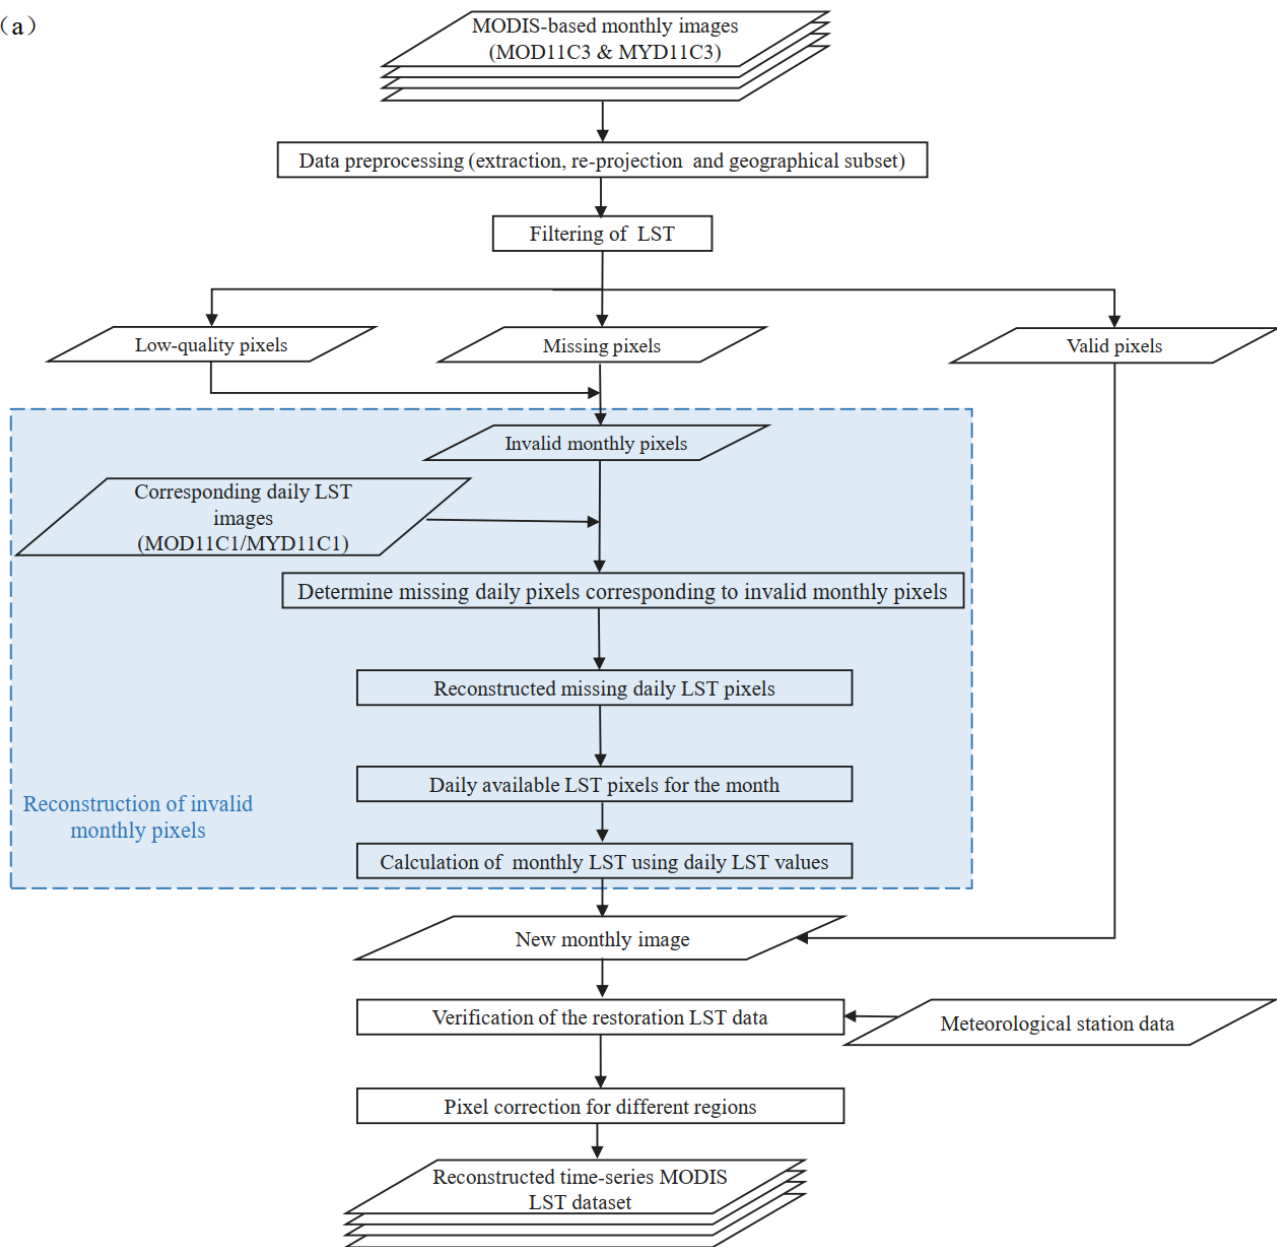 (a)
MODIS-based monthly images
(MOD11C3 & MYD11C3)
Data preprocessing (extraction, re-projection and geographical subset)
Filtering of LST
Low-quality pixels
Missing pixels
Valid pixels
Invalid monthly pixels
Corresponding daily LST
images
(MOD11C1/MYD11C1)
Determine missing daily pixels corresponding to invalid monthly pixels
Reconstructed missing daily LST pixels
Daily available LST pixels for the month
Reconstruction of invalid
monthly pixels
Calculation of monthly LST using daily LST values
New monthly image
Verification of the restoration LST data
Meteorological station data
Pixel correction for different regions
Reconstructed time-series MODIS
LST dataset